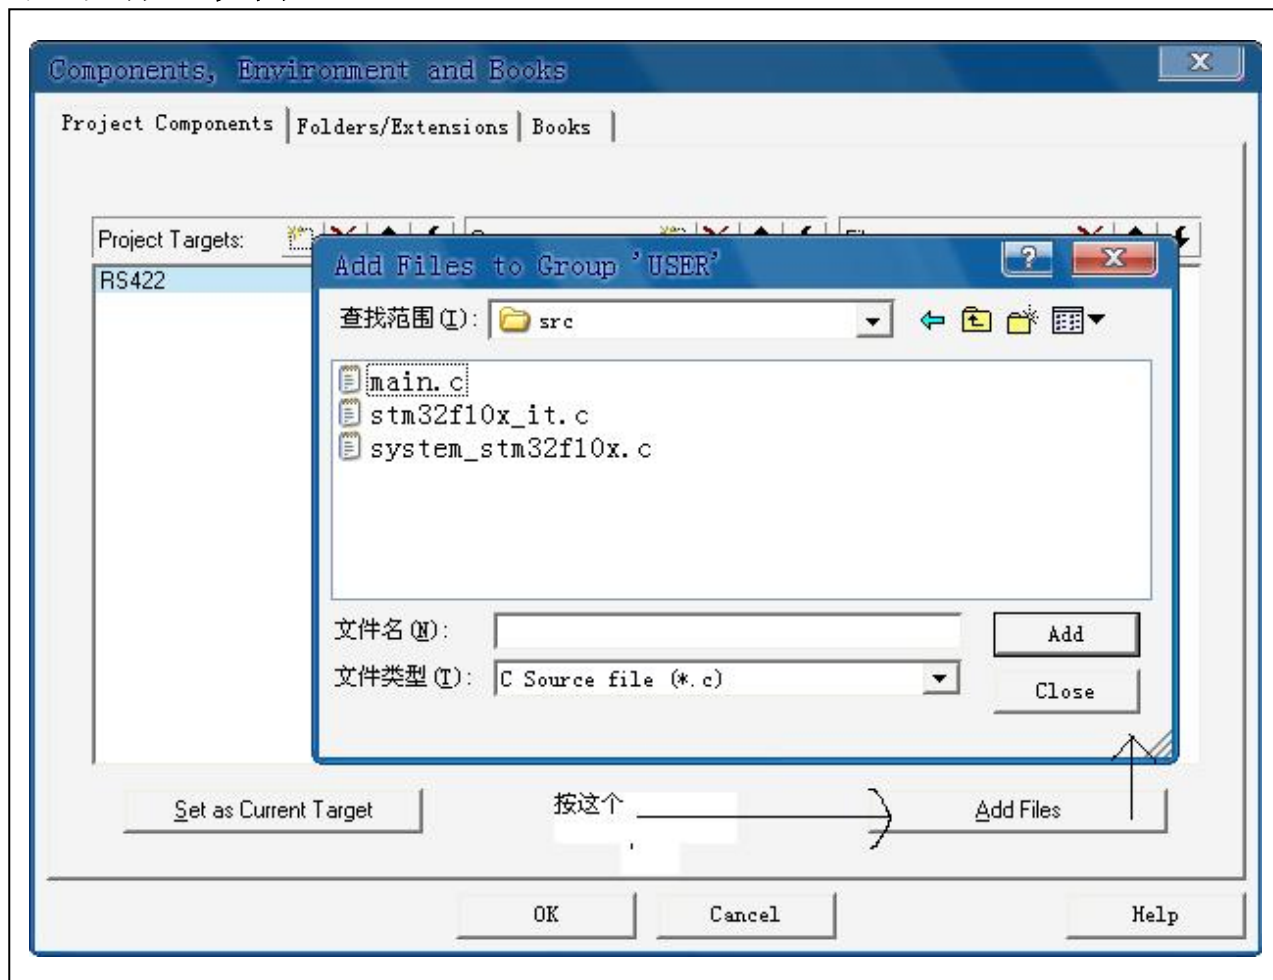 Components, Environment and Books
Project Components Folders/Extensions Books
Project Targets:
RS422
Add Files to Group 'USER'
查找范围(I): src
main.c
stm32f10x_it.c
system_stm32f10x.c
文件名(N): Add
文件类型(T): C Source file (*.c)
Close
Set as Current Target 按这个 Add Files
OK Cancel Help